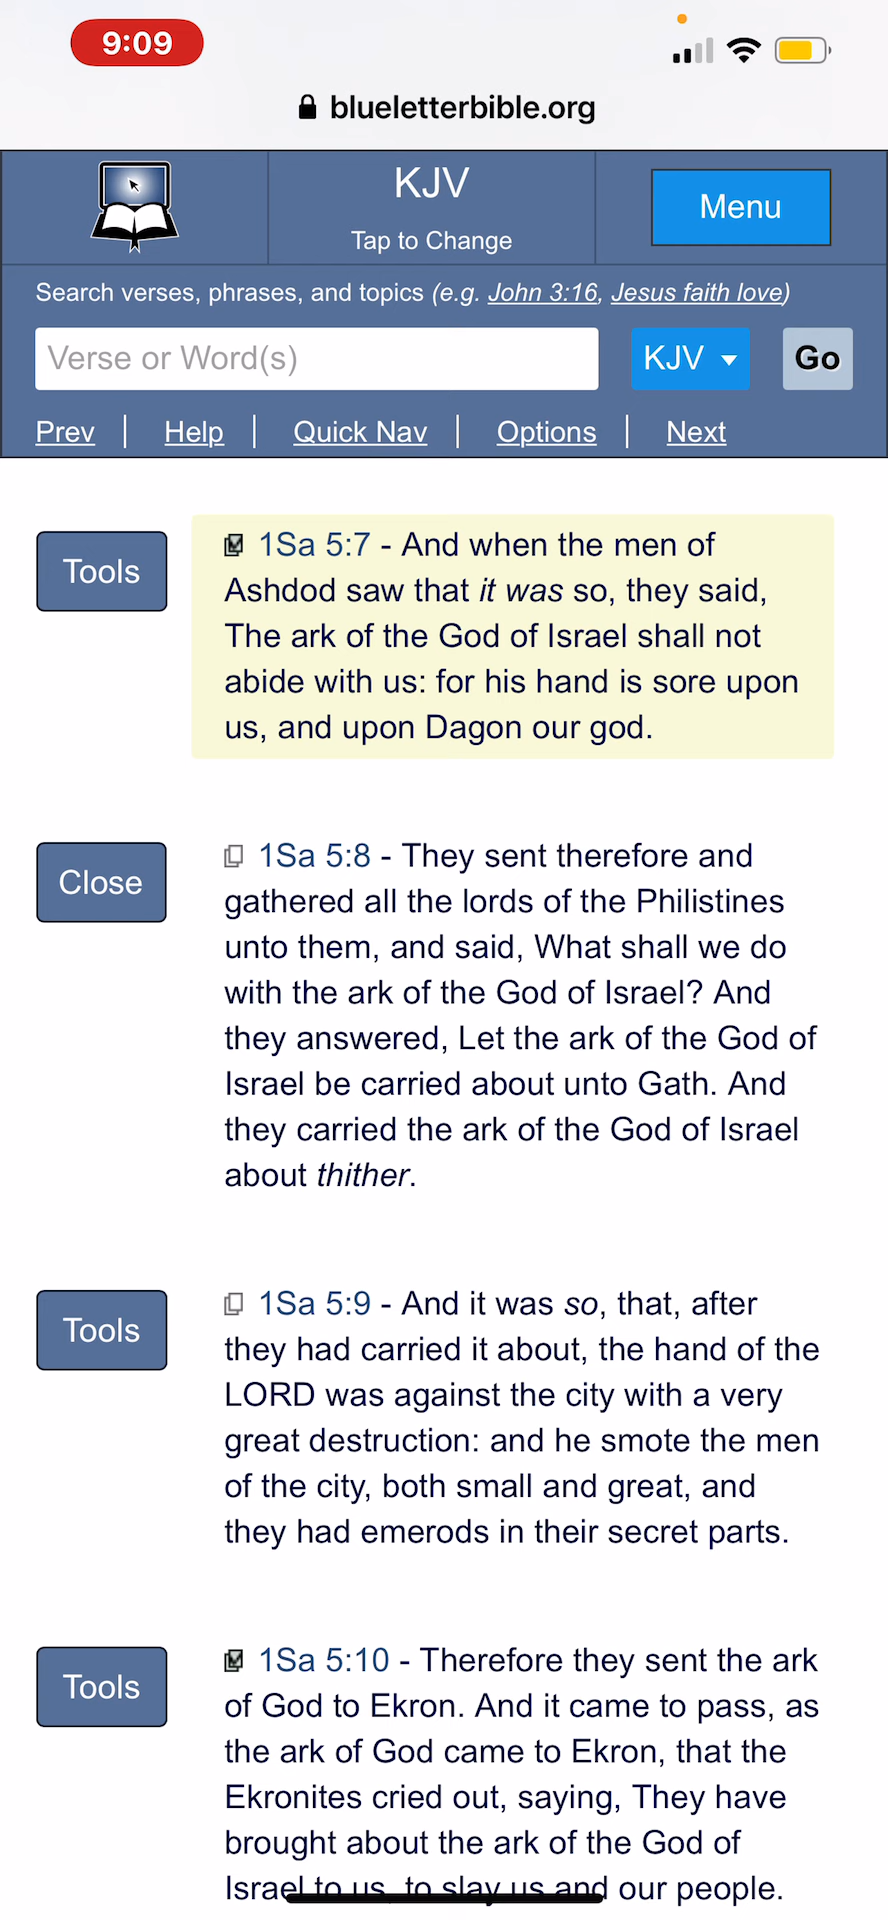 9:09
blueletterbible.org
KJV
Tap to Change
Menu
Search verses, phrases, and topics (e.g. John 3:16, Jesus faith love)
Verse or Word(s)
KJV
Go
Prev | Help | Quick Nav | Options | Next
Tools
1Sa 5:7 - And when the men of
Ashdod saw that it was so, they said,
The ark of the God of Israel shall not
abide with us: for his hand is sore upon
us, and upon Dagon our god.
Close
1Sa 5:8 - They sent therefore and
gathered all the lords of the Philistines
unto them, and said, What shall we do
with the ark of the God of Israel? And
they answered, Let the ark of the God of
Israel be carried about unto Gath. And
they carried the ark of the God of Israel
about thither.
Tools
1Sa 5:9 - And it was so, that, after
they had carried it about, the hand of the
LORD was against the city with a very
great destruction: and he smote the men
of the city, both small and great, and
they had emerods in their secret parts.
Tools
1Sa 5:10 - Therefore they sent the ark
of God to Ekron. And it came to pass, as
the ark of God came to Ekron, that the
Ekronites cried out, saying, They have
brought about the ark of the God of
Israel to us, to slay us and our people.